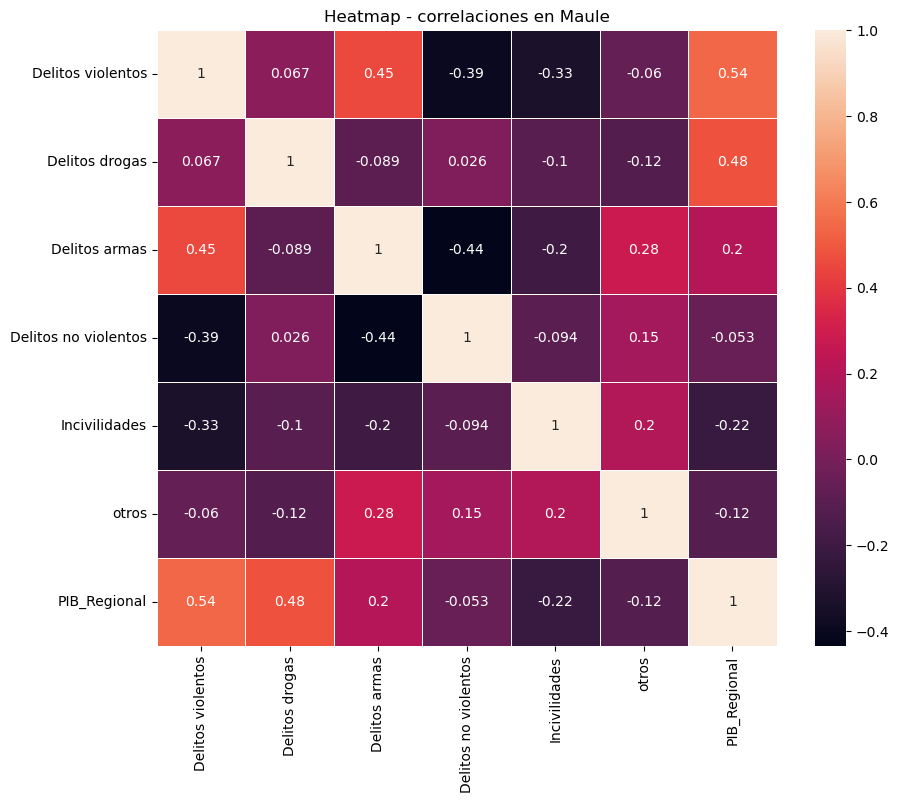 Heatmap - correlaciones en Maule
Delitos violentos 1 0.067 0.45 -0.39 -0.33 -0.06 0.54
Delitos drogas 0.067 1 -0.089 0.026 -0.1 -0.12 0.48
Delitos armas 0.45 -0.089 1 -0.44 -0.2 0.28 0.2
Delitos no violentos -0.39 0.026 -0.44 1 -0.094 0.15 -0.053
Incivilidades -0.33 -0.1 -0.2 -0.094 1 0.2 -0.22
otros -0.06 -0.12 0.28 0.15 0.2 1 -0.12
PIB_Regional 0.54 0.48 0.2 -0.053 -0.22 -0.12 1
Delitos violentos
Delitos drogas
Delitos armas
Delitos no violentos
Incivilidades
otros
PIB_Regional
1.0
0.8
0.6
0.4
0.2
0.0
−0.2
−0.4